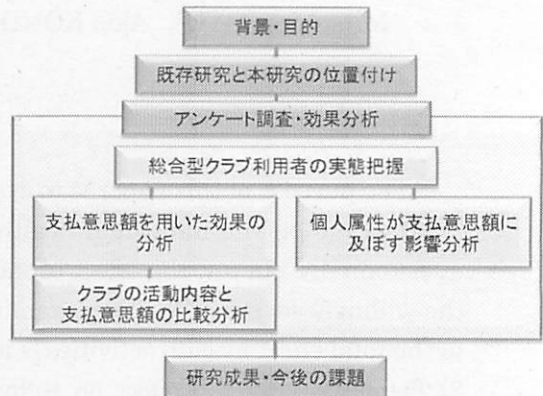 背景・目的
既存研究と本研究の位置付け
アンケート調査・効果分析
総合型クラブ利用者の実態把握
支払意思額を用いた効果の
分析
個人属性が支払意思額に
及ぼす影響分析
クラブの活動内容と
支払意思額の比較分析
研究成果・今後の課題